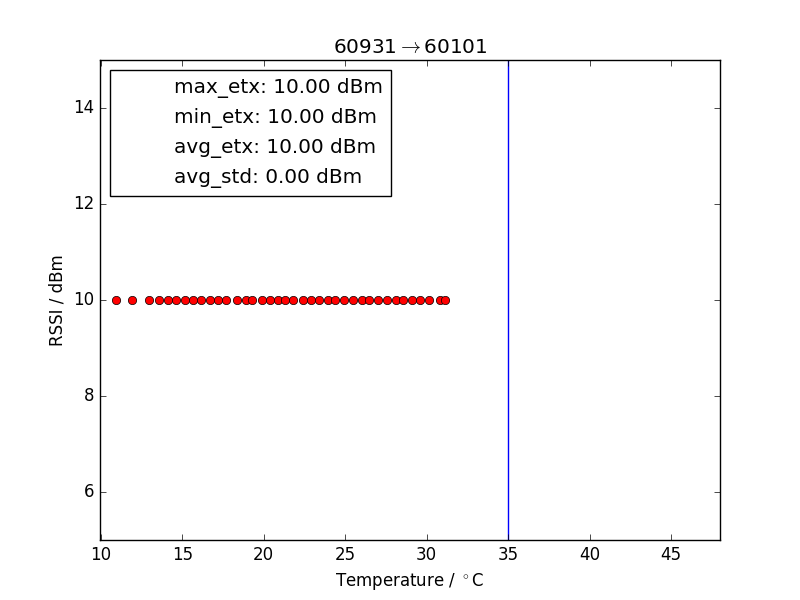 60931→60101
max_etx: 10.00 dBm
min_etx: 10.00 dBm
avg_etx: 10.00 dBm
avg_std: 0.00 dBm
RSSI / dBm
14
12
10
8
6
10 15 20 25 30 35 40 45
Temperature / °C